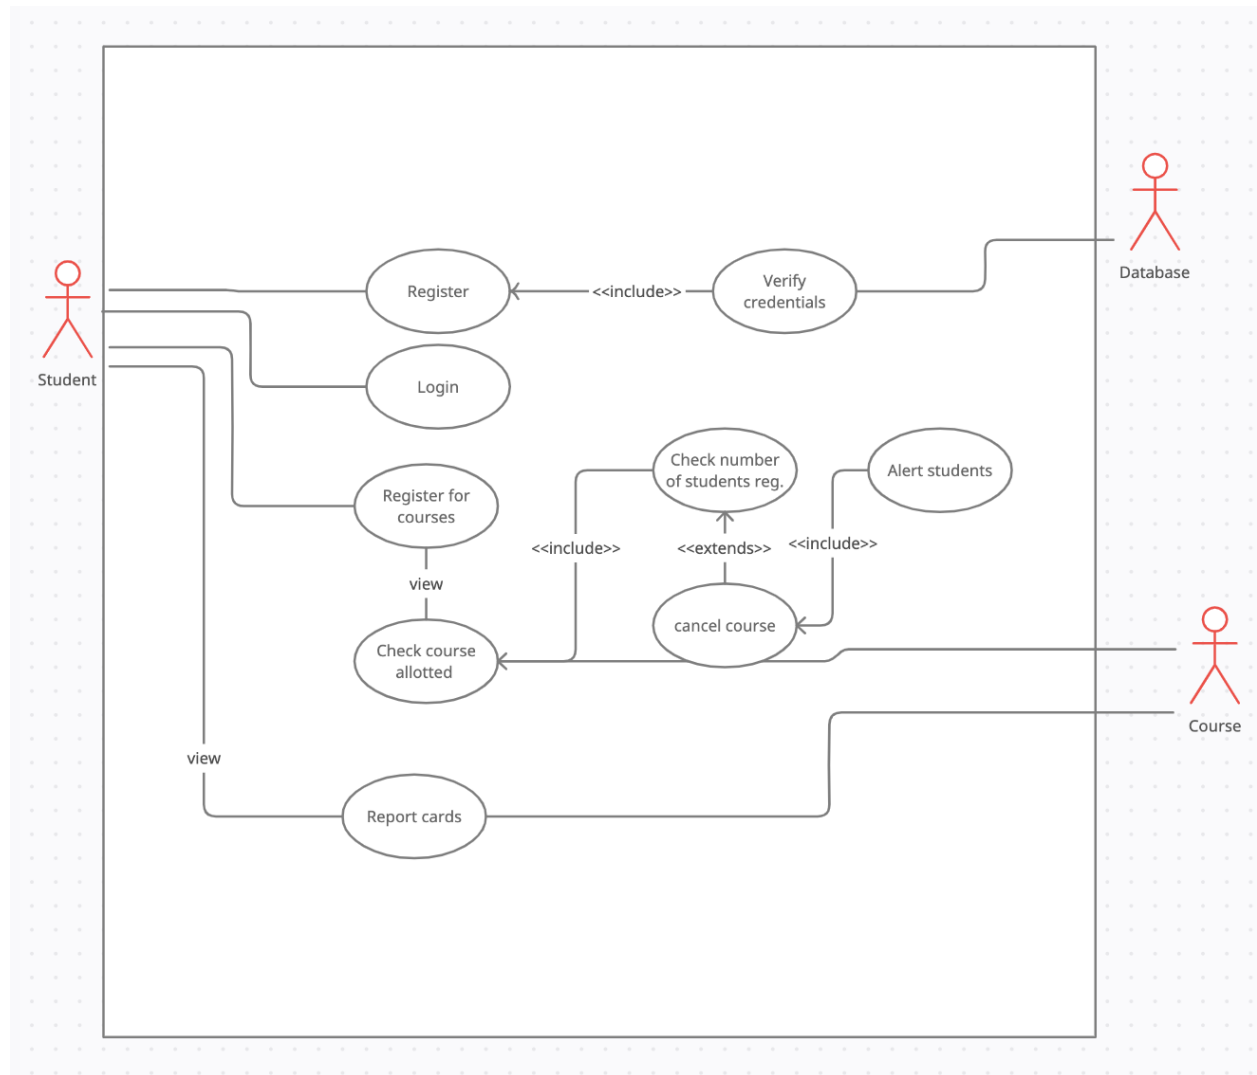 Database
Register
<<include>>
Verify
credentials
Student
Login
Check number
of students reg.
Alert students
Register for
courses
<<include>>
<<extends>>
<<include>>
view
cancel course
Check course
allotted
Course
view
Report cards